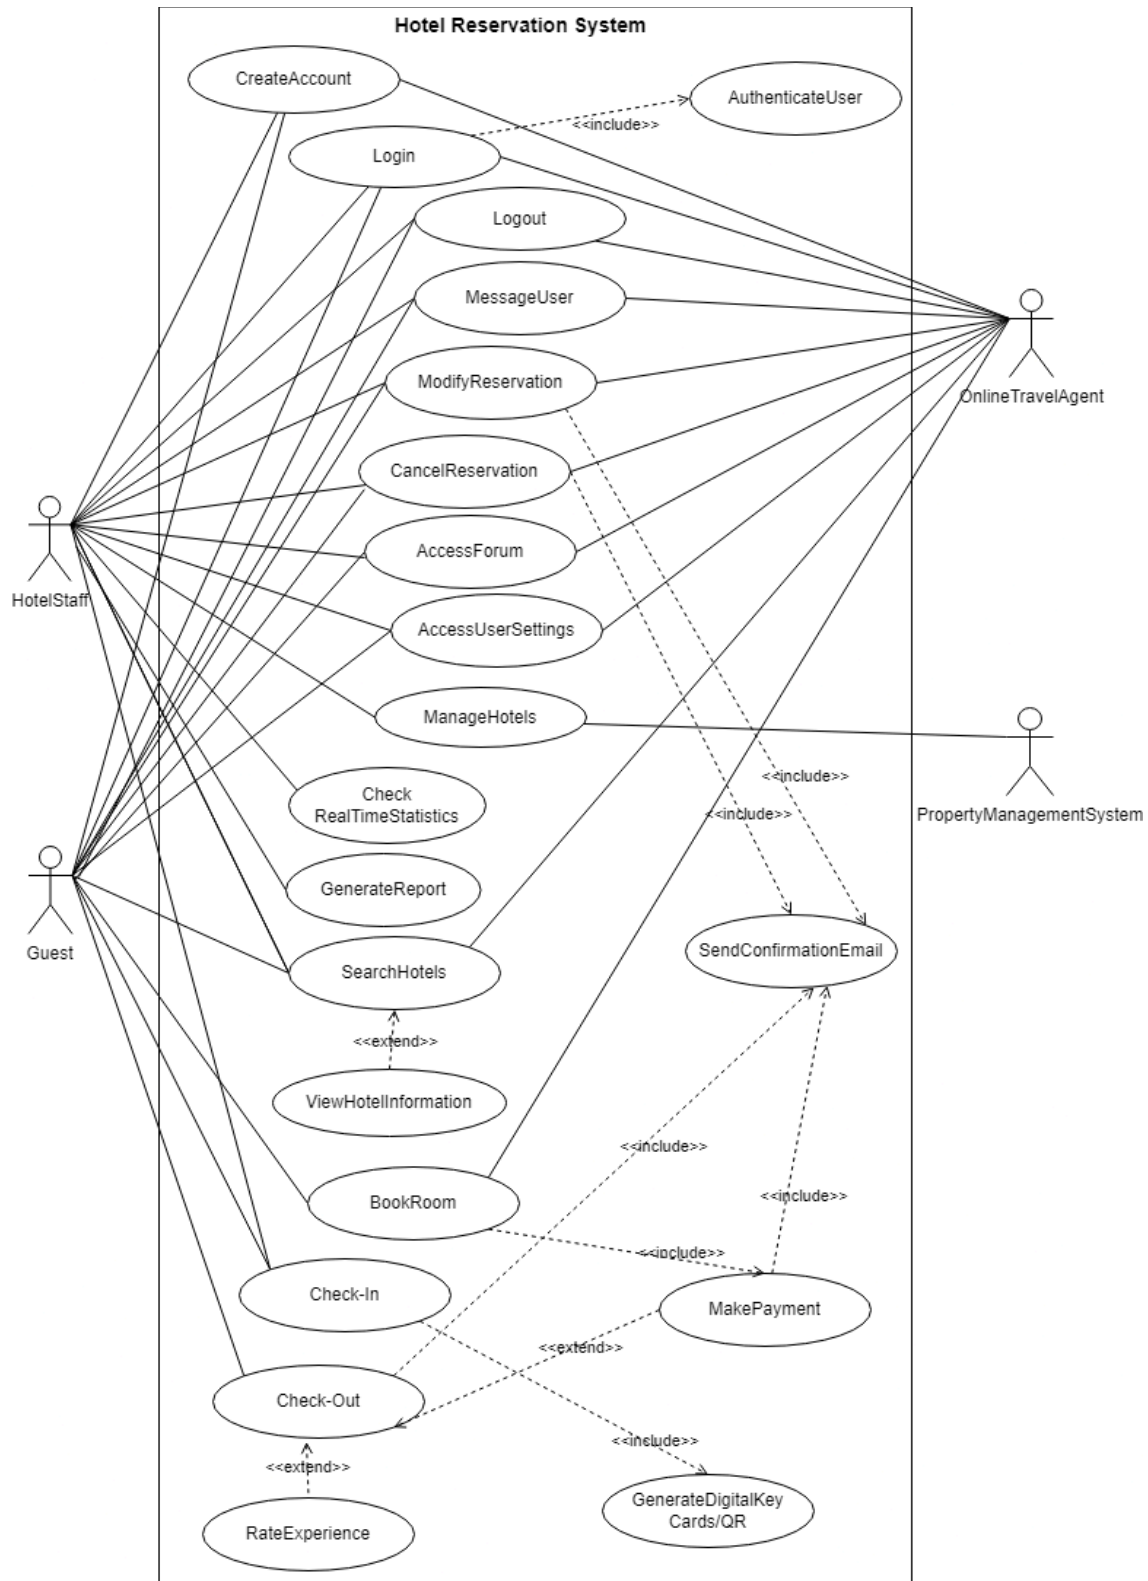 Hotel Reservation System
CreateAccount
AuthenticateUser
<<include>>
Login
Logout
MessageUser
OnlineTravelAgent
ModifyReservation
CancelReservation
AccessForum
HotelStaff
AccessUserSettings
ManageHotels
<<include>>
Check
RealTimeStatistics
<<include>>
PropertyManagementSystem
GenerateReport
Guest
SendConfirmationEmail
SearchHotels
<<extend>>
ViewHotelInformation
<<include>>
<<include>>
BookRoom
<<include>>
Check-In
MakePayment
<<extend>>
Check-Out
<<include>>
<<extend>>
GenerateDigitalKey
Cards/QR
RateExperience